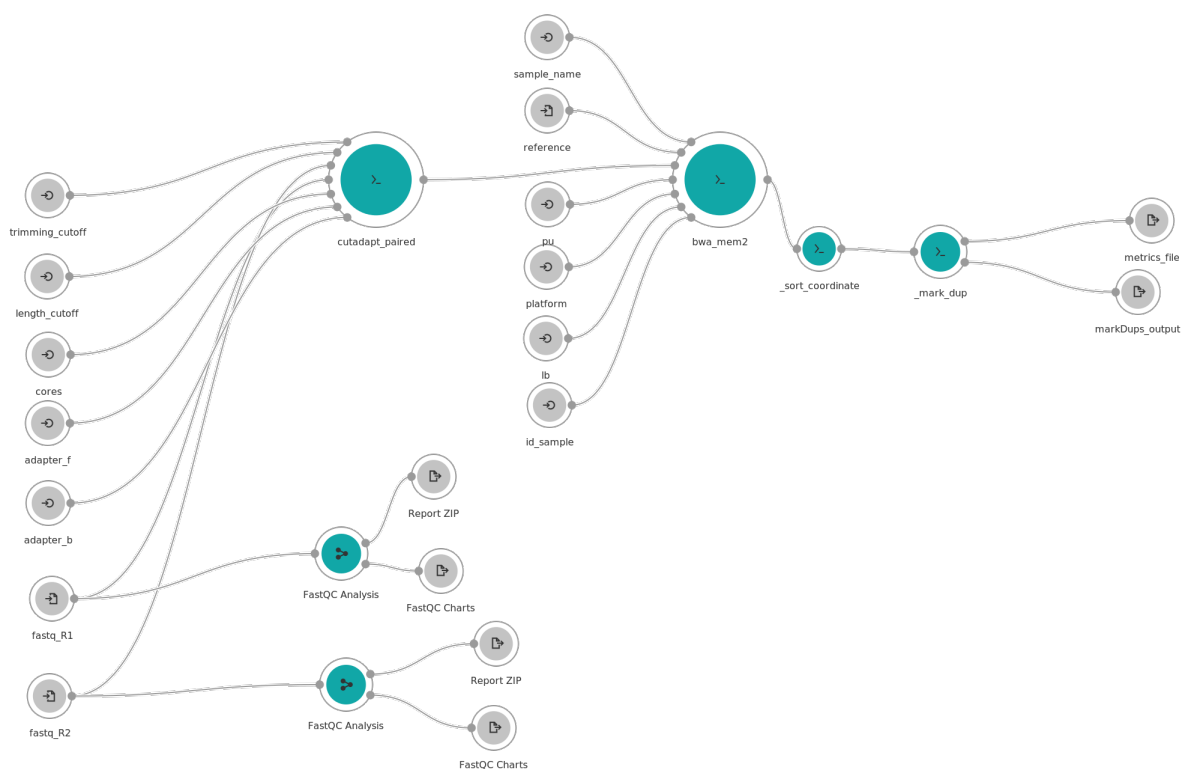 sample_name
reference
trimming_cutoff
cutadapt_paired
pu
bwa_mem2
metrics_file
length_cutoff
platform
_sort_coordinate
_mark_dup
markDups_output
cores
lb
adapter_f
id_sample
adapter_b
Report ZIP
FastQC Analysis
FastQC Charts
fastq_R1
Report ZIP
fastq_R2
FastQC Analysis
FastQC Charts